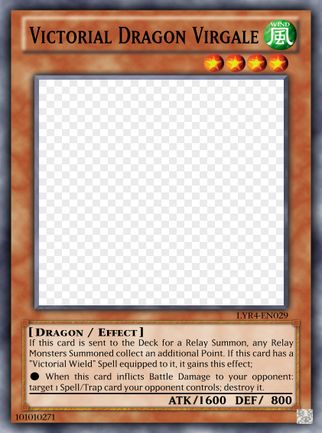 Victorial Dragon Virgale
WIND
風
LYR4-EN029
[ Dragon / Effect ]
If this card is sent to the Deck for a Relay Summon, any Relay
Monsters Summoned collect an additional Point. If this card has a
"Victorial Wield" Spell equipped to it, it gains this effect;
● When this card inflicts Battle Damage to your opponent:
target 1 Spell/Trap card your opponent controls; destroy it.
ATK/1600 DEF/ 800
101010271